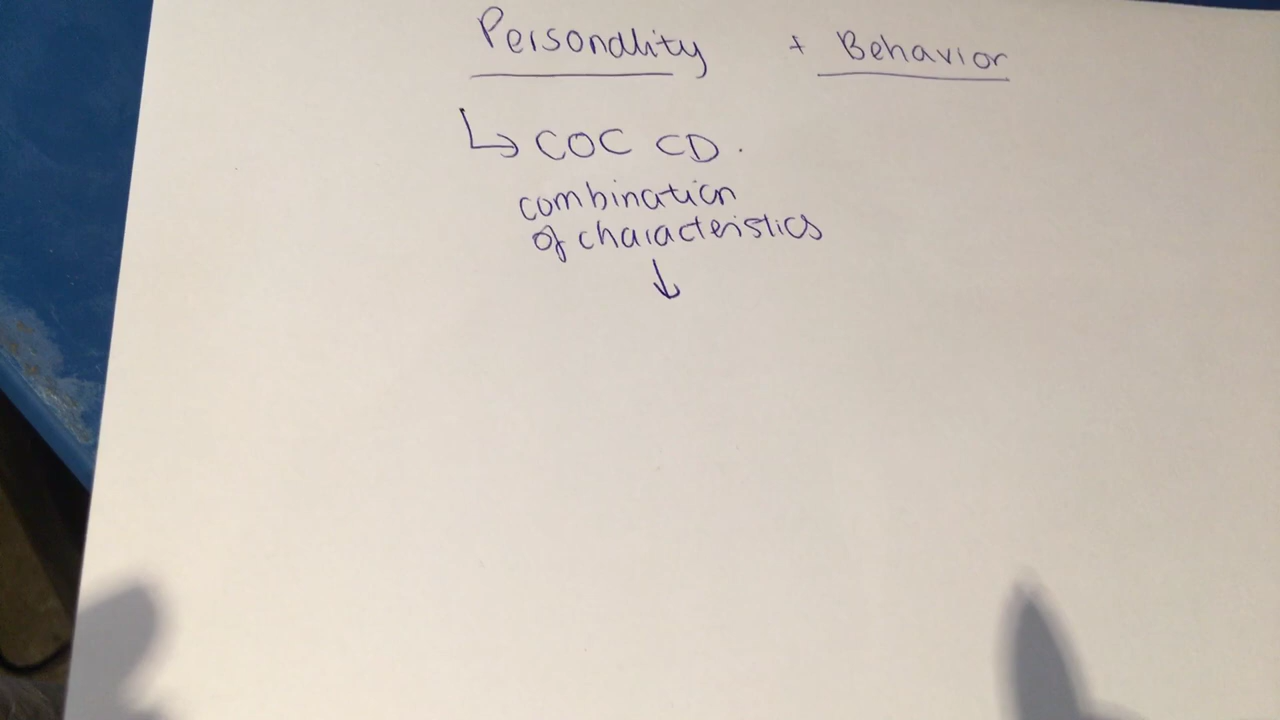 Personality + Behavior
↳ COC CD.
combination
of characteristics
↓